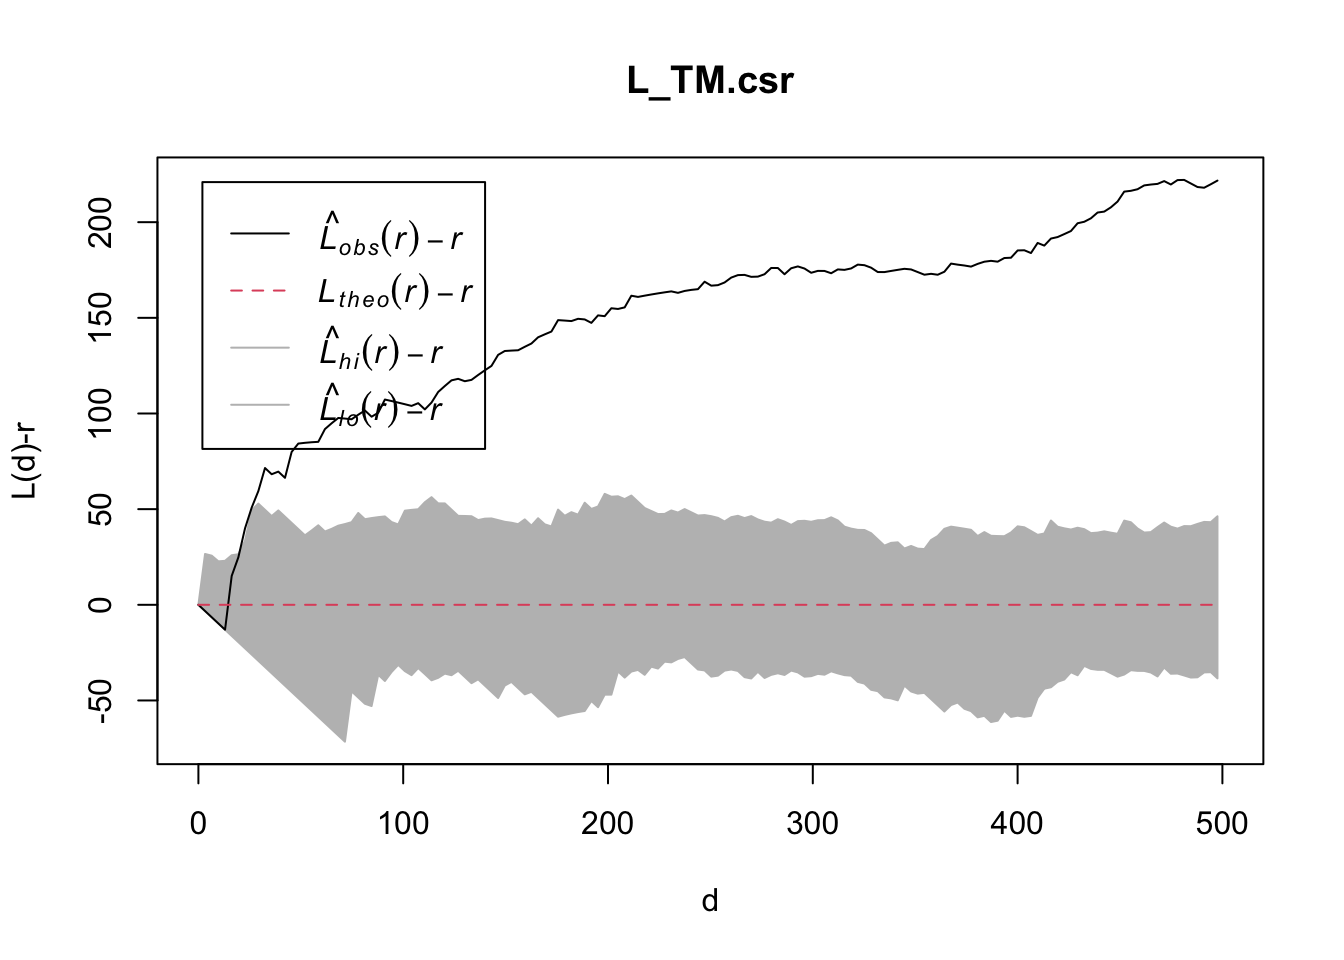 L_TM.csr
L(d)-r
200
150
100
50
0
-50
L̂obs(r) − r
Ltheo(r) − r
L̂hi(r) − r
L̂lo(r) − r
0 100 200 300 400 500
d